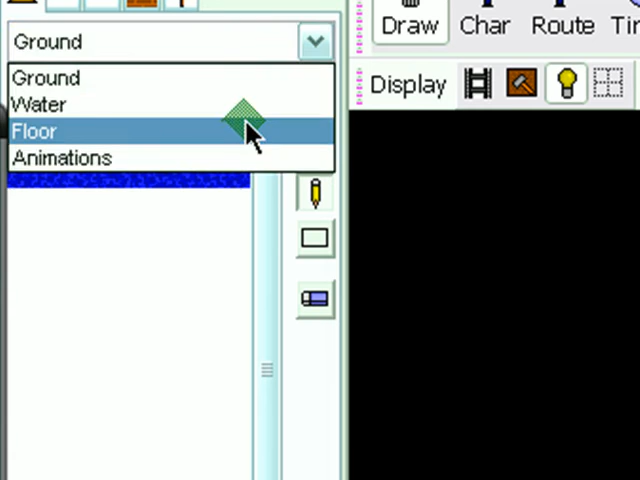 Draw Char Route
Ground
Display
Ground
Water
Floor
Animations